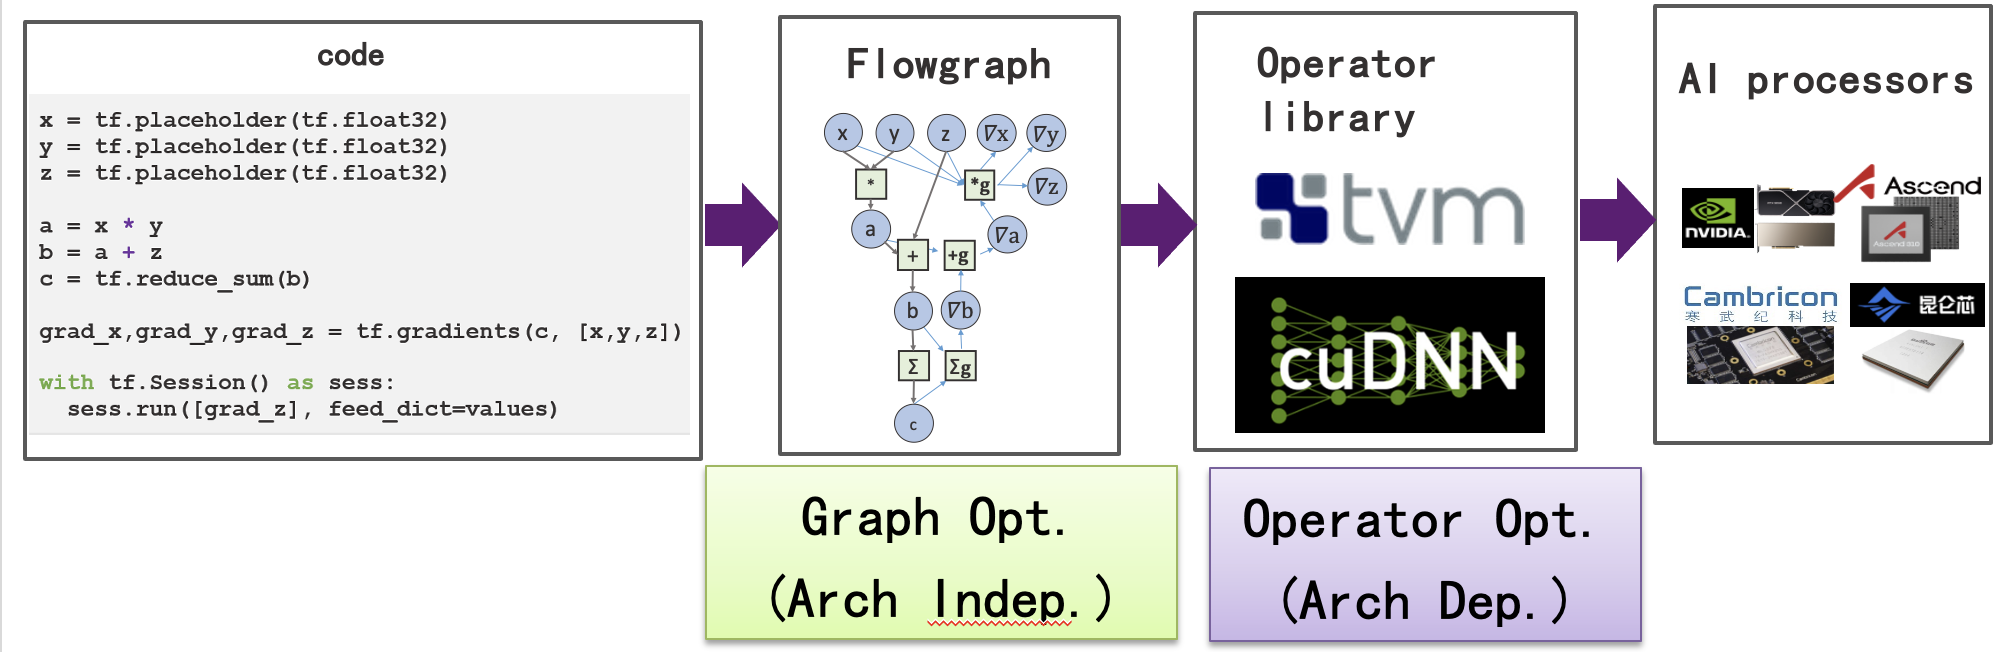 code
x = tf.placeholder(tf.float32)
y = tf.placeholder(tf.float32)
z = tf.placeholder(tf.float32)
a = x * y
b = a + z
c = tf.reduce_sum(b)
grad_x,grad_y,grad_z = tf.gradients(c, [x,y,z])
with tf.Session() as sess:
sess.run([grad_z], feed_dict=values)
Flowgraph
x y z ∇x ∇y
* *g ∇z
a ∇a
+ +g
b ∇b
Σ Σg
c
Operator
library
tvm
cuDNN
AI processors
NVIDIA.
Ascend
Ascend 910
Cambricon
寒武纪科技
昆仑芯
Graph Opt.
(Arch Indep.)
Operator Opt.
(Arch Dep.)